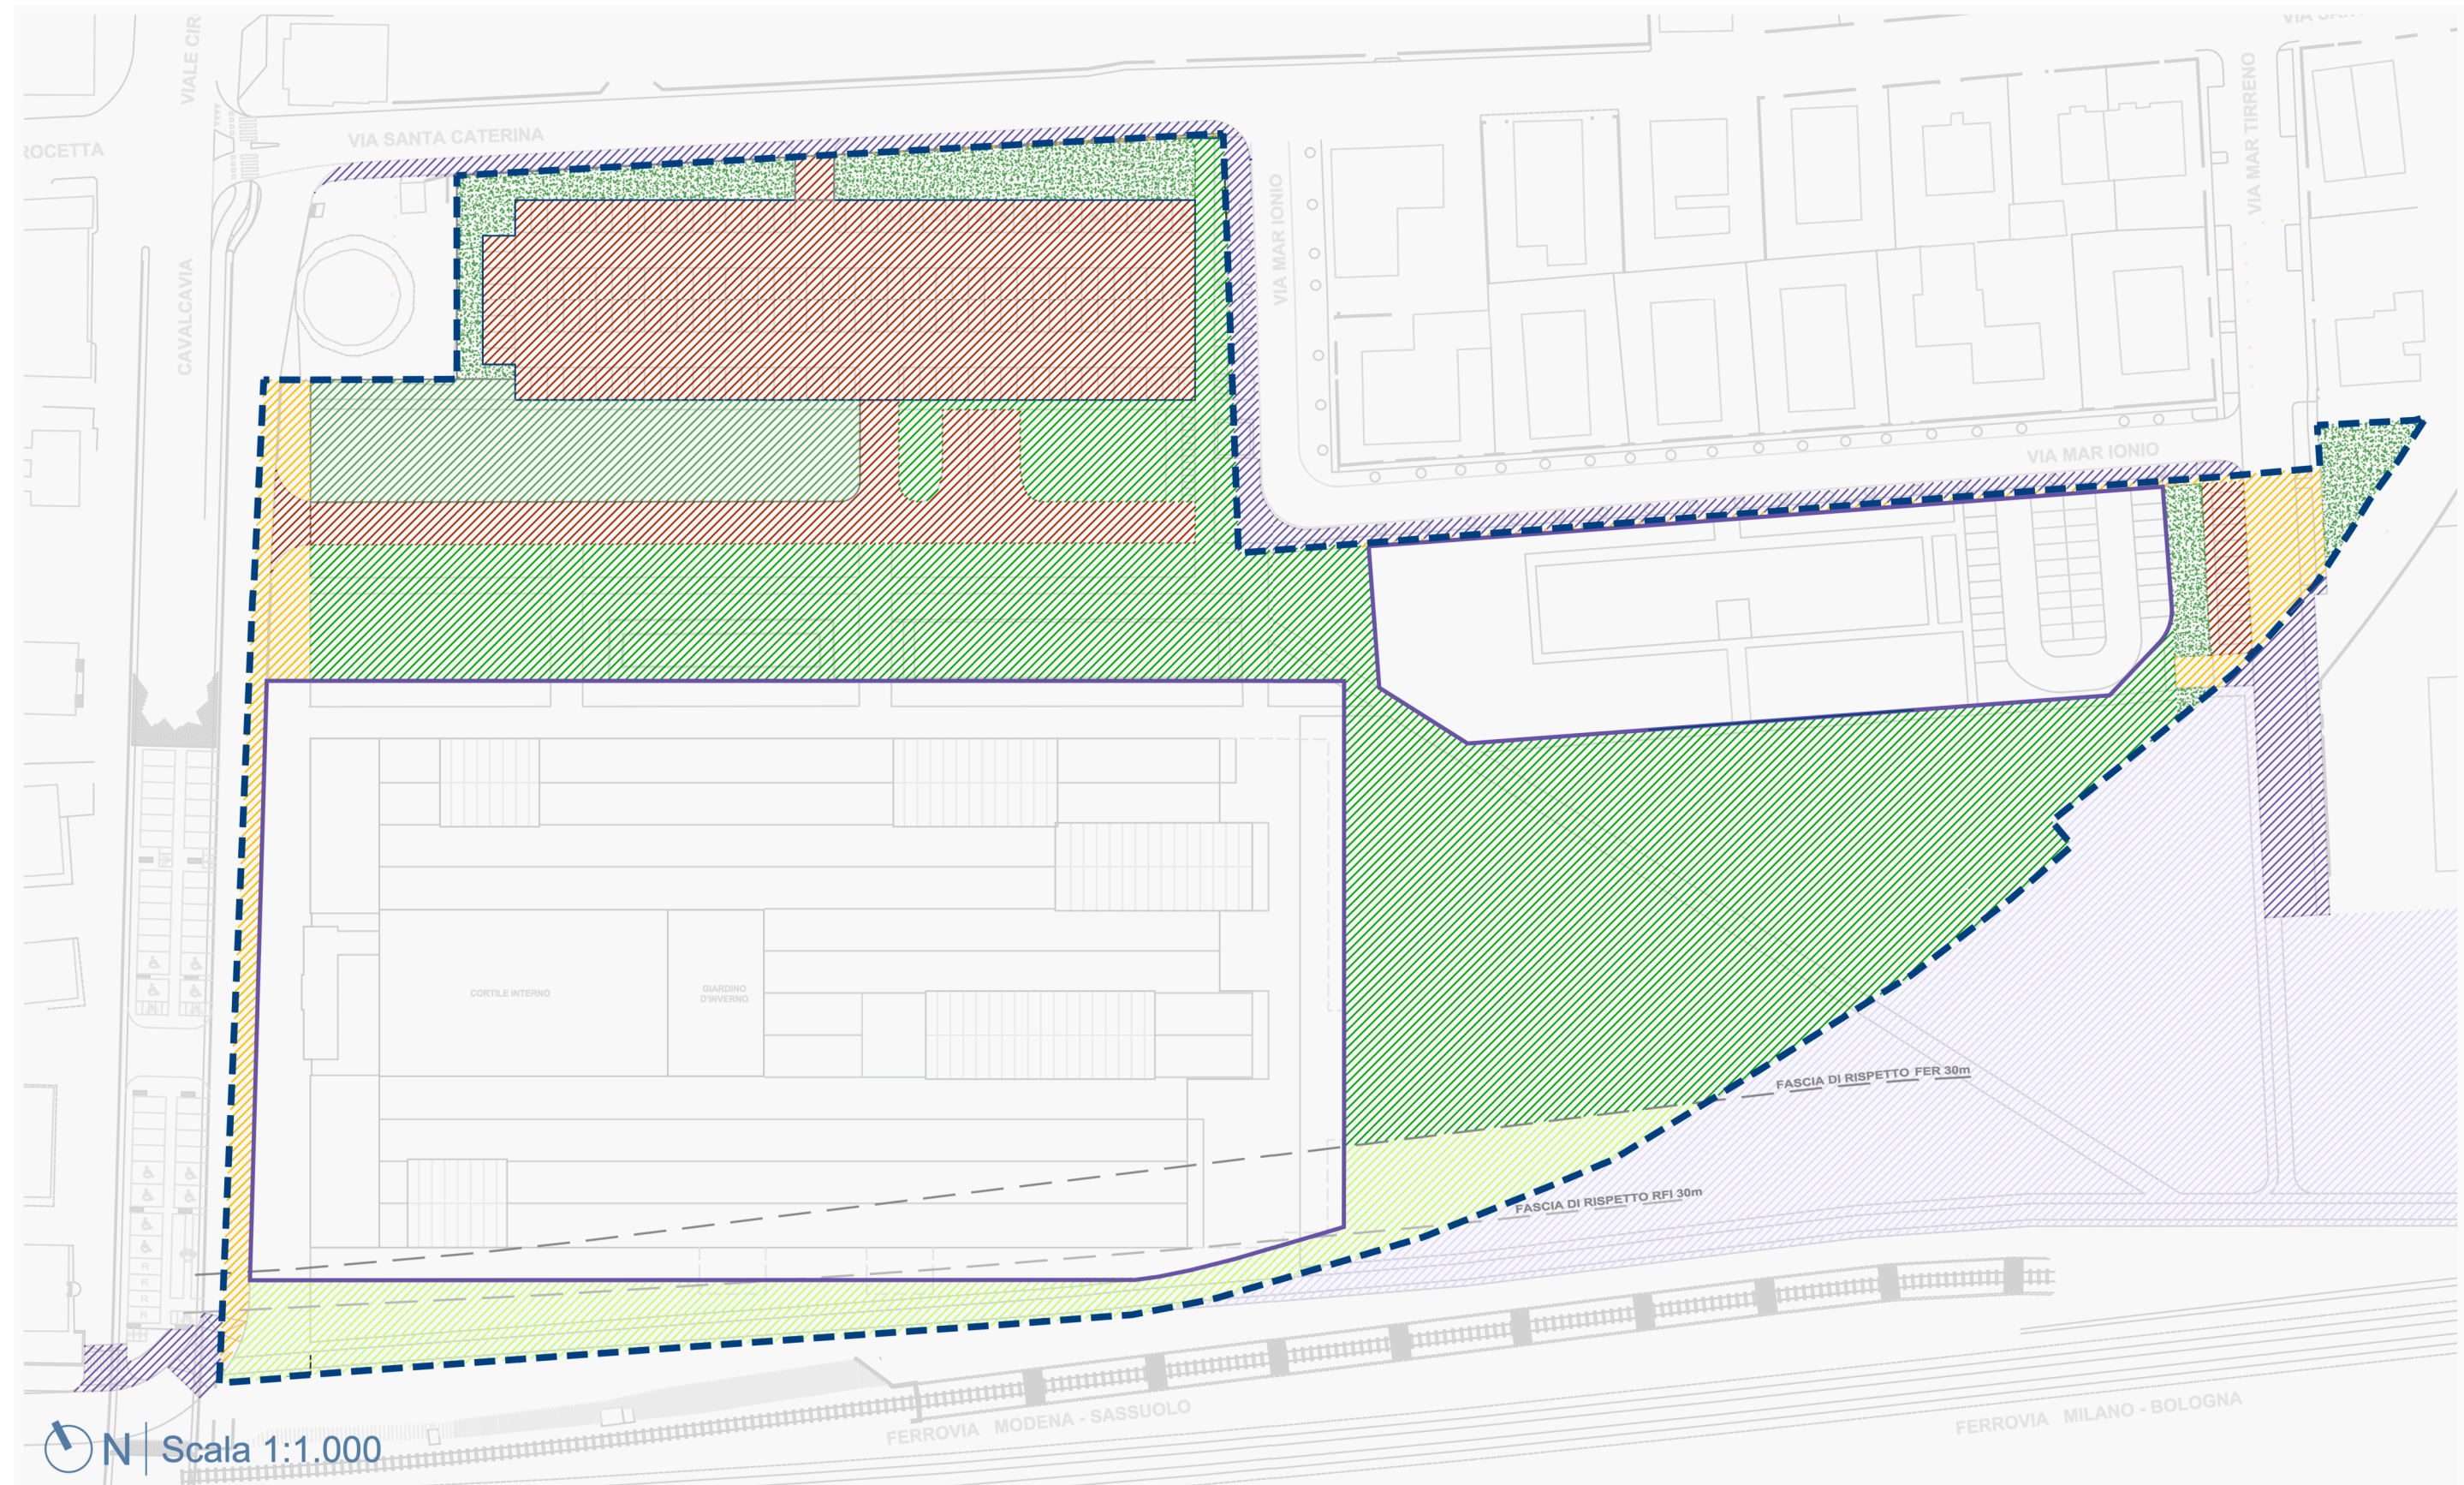 VIALE CIR
VIA SANTA CATERINA
ROCETTA
CAVALCAVIA
VIA MAR IONIO
VIA MAR TIRRENO
VIA MAR IONIO
CORTILE INTERNO
GIARDINO
D'INVERNO
FASCIA DI RISPETTO FER 30m
FASCIA DI RISPETTO RFI 30m
R
R
R
R
FERROVIA MODENA - SASSUOLO
FERROVIA MILANO - BOLOGNA
N Scala 1:1.000